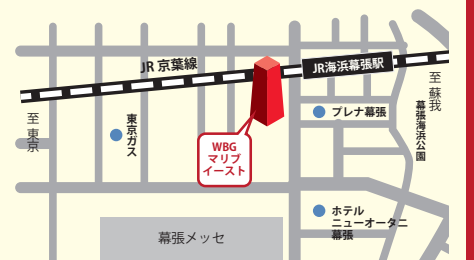 JR 京葉線
JR海浜幕張駅
至 蘇我
至 東京
東京ガス
プレナ幕張
幕張海浜公園
WBG
マリブ
イースト
ホテル
ニューオータニ
幕張
幕張メッセ